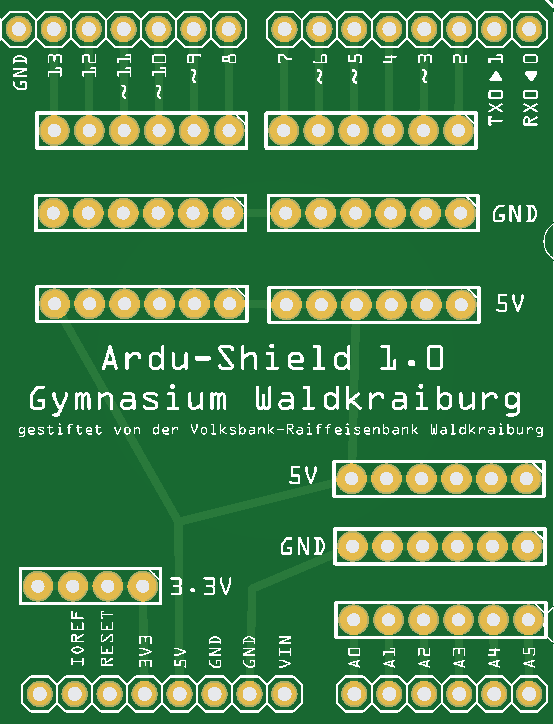 GND 13 12 ~11 ~10 ~9 8 7 ~6 ~5 4 ~3 2 TX0▶1 RX0◀0
GND
5V
Ardu-Shield 1.0
Gymnasium Waldkraiburg
gestiftet von der Volksbank-Raiffeisenbank Waldkraiburg
5V
GND
3.3V
IOREF RESET 3V3 5V GND GND VIN A0 A1 A2 A3 A4 A5